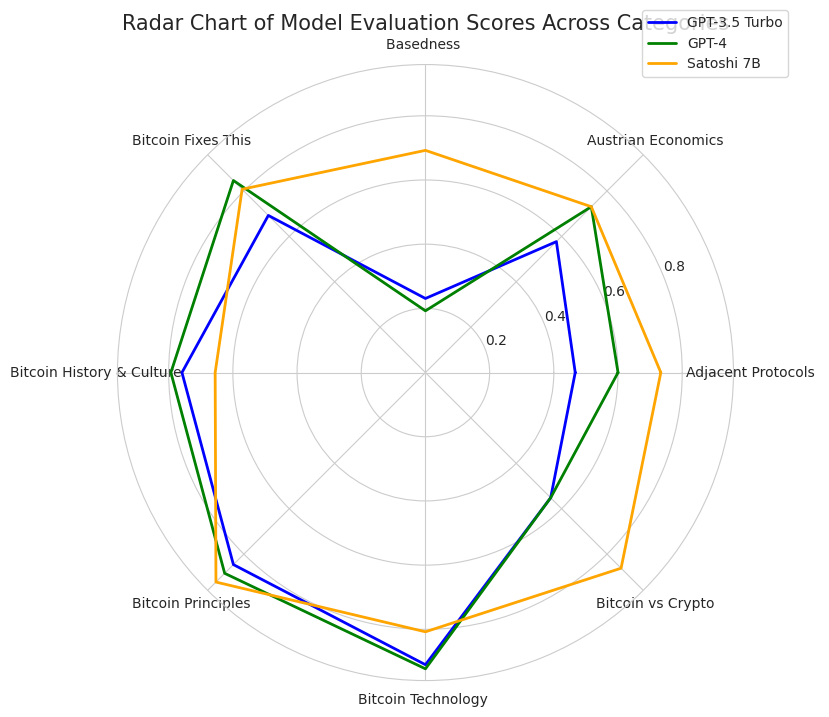 Radar Chart of Model Evaluation Scores Across Categories
GPT-3.5 Turbo
GPT-4
Satoshi 7B
Basedness
Bitcoin Fixes This
Austrian Economics
0.8
0.6
0.4
0.2
Bitcoin History & Culture
Adjacent Protocols
Bitcoin Principles
Bitcoin vs Crypto
Bitcoin Technology